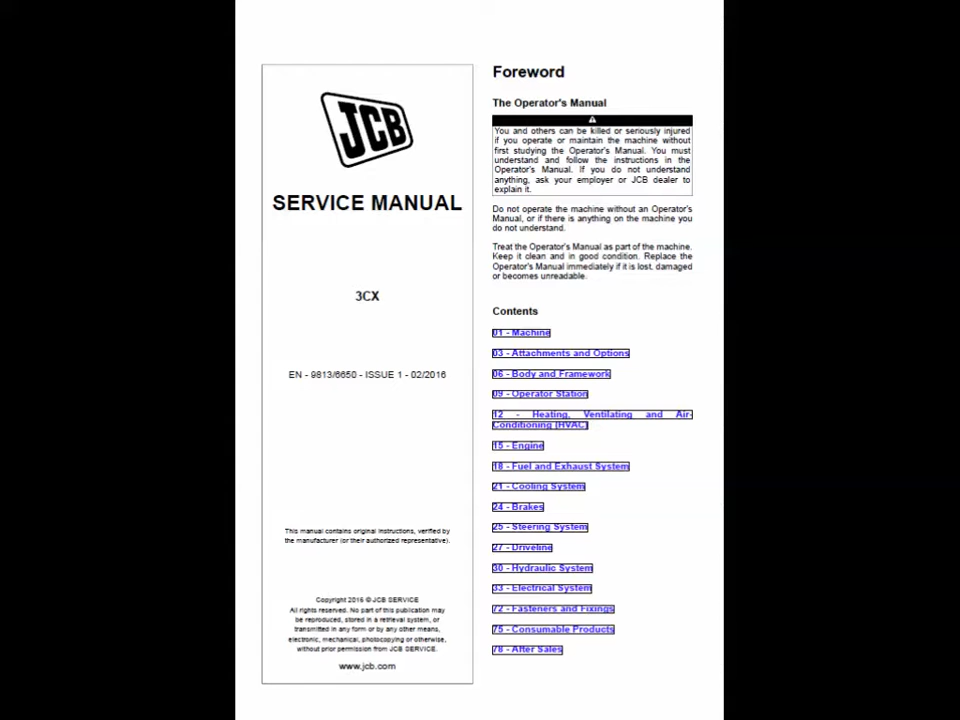 JCB
SERVICE MANUAL
3CX
EN - 9813/6650 - ISSUE 1 - 02/2016
This manual contains original instructions, verified by
the manufacturer (or their authorized representative).
Copyright 2016 © JCB SERVICE
All rights reserved. No part of this publication may
be reproduced, stored in a retrieval system, or
transmitted in any form or by any other means,
electronic, mechanical, photocopying or otherwise,
without prior permission from JCB SERVICE.
www.jcb.com
Foreword
The Operator's Manual
You and others can be killed or seriously injured
if you operate or maintain the machine without
first studying the Operator's Manual. You must
understand and follow the instructions in the
Operator's Manual. If you do not understand
anything, ask your employer or JCB dealer to
explain it.
Do not operate the machine without an Operator's
Manual, or if there is anything on the machine you
do not understand.
Treat the Operator's Manual as part of the machine.
Keep it clean and in good condition. Replace the
Operator's Manual immediately if it is lost, damaged
or becomes unreadable.
Contents
01 - Machine
03 - Attachments and Options
06 - Body and Framework
09 - Operator Station
12 - Heating, Ventilating and Air-
Conditioning (HVAC)
15 - Engine
18 - Fuel and Exhaust System
21 - Cooling System
24 - Brakes
25 - Steering System
27 - Driveline
30 - Hydraulic System
33 - Electrical System
72 - Fasteners and Fixings
75 - Consumable Products
78 - After Sales